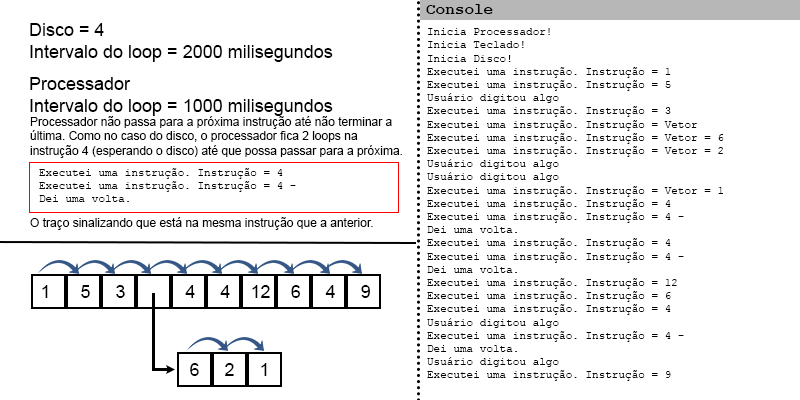 Disco = 4
Intervalo do loop = 2000 milisegundos
Processador
Intervalo do loop = 1000 milisegundos
Processador não passa para a próxima instrução até não terminar a
última. Como no caso do disco, o processador fica 2 loops na
instrução 4 (esperando o disco) até que possa passar para a próxima.
Executei uma instrução. Instrução = 4
Executei uma instrução. Instrução = 4 -
Dei uma volta.
O traço sinalizando que está na mesma instrução que a anterior.
1 5 3 4 4 12 6 4 9
6 2 1
Console
Inicia Processador!
Inicia Teclado!
Inicia Disco!
Executei uma instrução. Instrução = 1
Executei uma instrução. Instrução = 5
Usuário digitou algo
Executei uma instrução. Instrução = 3
Executei uma instrução. Instrução = Vetor
Executei uma instrução. Instrução = Vetor = 6
Executei uma instrução. Instrução = Vetor = 2
Usuário digitou algo
Usuário digitou algo
Executei uma instrução. Instrução = Vetor = 1
Executei uma instrução. Instrução = 4
Executei uma instrução. Instrução = 4 -
Dei uma volta.
Executei uma instrução. Instrução = 4
Executei uma instrução. Instrução = 4 -
Dei uma volta.
Executei uma instrução. Instrução = 12
Executei uma instrução. Instrução = 6
Executei uma instrução. Instrução = 4
Usuário digitou algo
Executei uma instrução. Instrução = 4 -
Dei uma volta.
Usuário digitou algo
Executei uma instrução. Instrução = 9